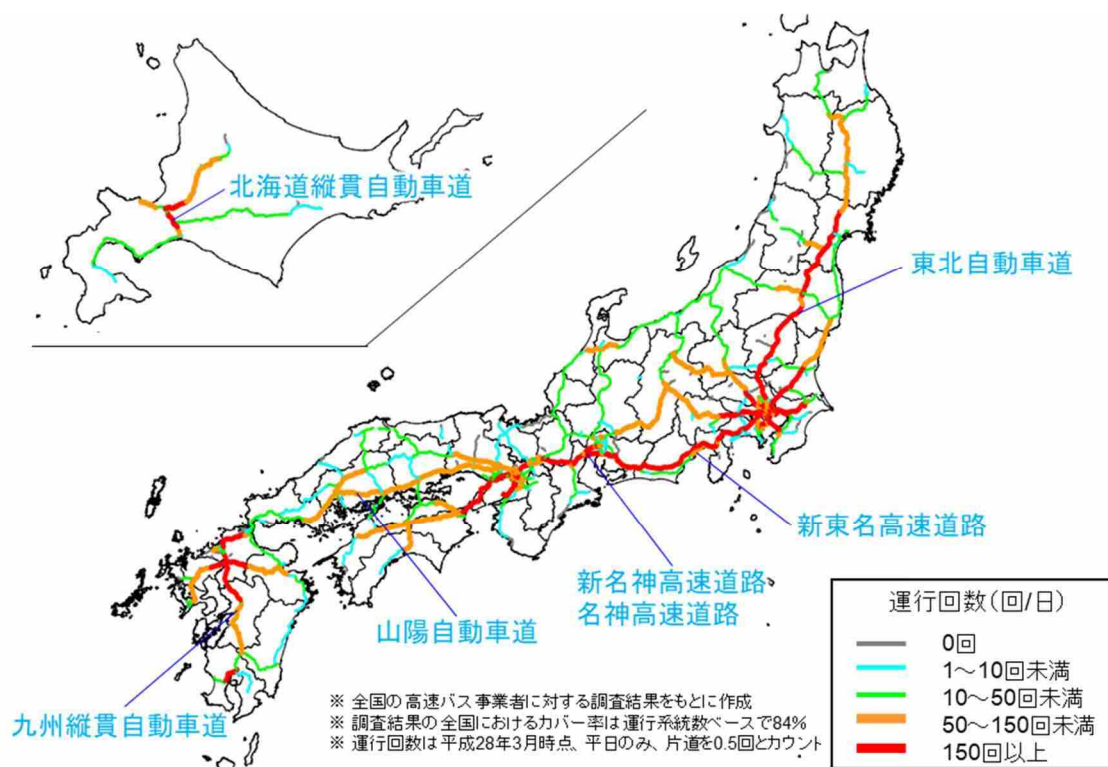 北海道縦貫自動車道
東北自動車道
新東名高速道路
新名神高速道路
名神高速道路
山陽自動車道
九州縦貫自動車道
運行回数(回/日)
0回
1～10回未満
10～50回未満
50～150回未満
150回以上
※ 全国の高速バス事業者に対する調査結果をもとに作成
※ 調査結果の全国におけるカバー率は運行系統数ベースで84%
※ 運行回数は平成28年3月時点、平日のみ、片道を0.5回とカウント